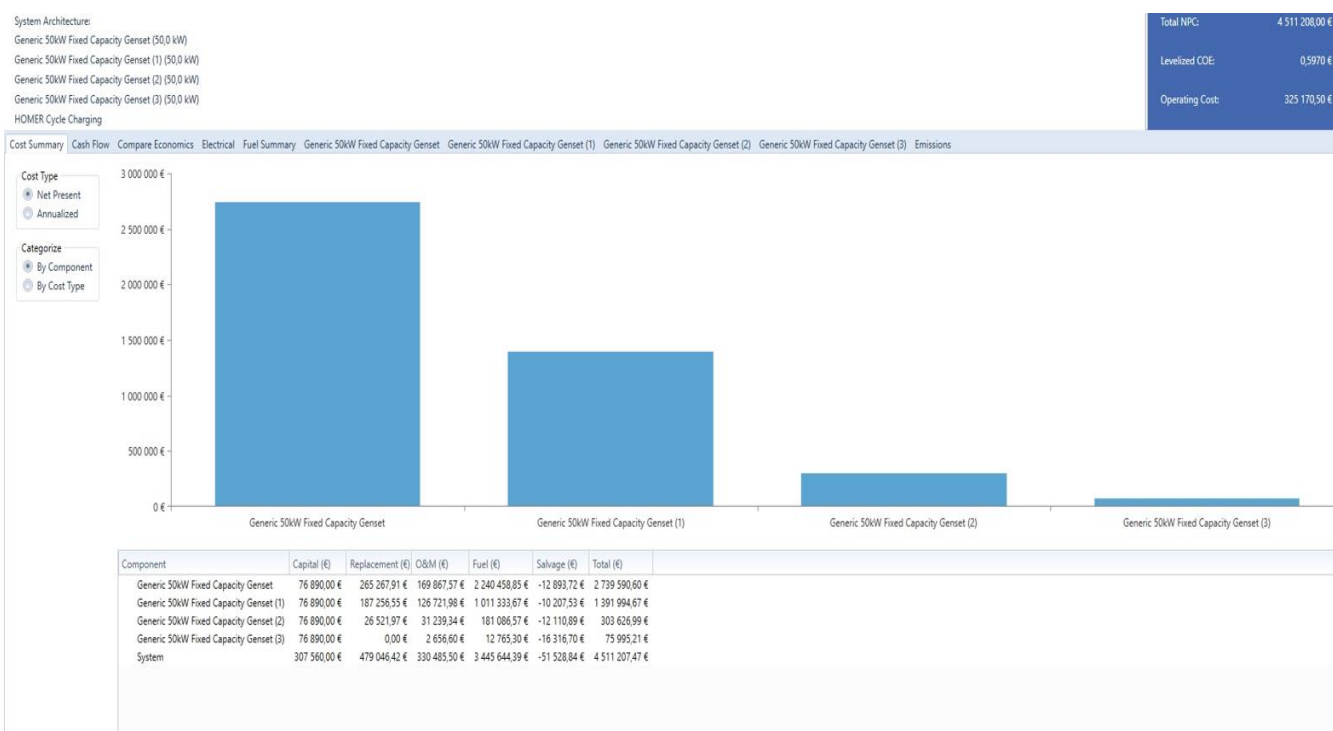 System Architecture:
Generic 50kW Fixed Capacity Genset (50,0 kW)
Generic 50kW Fixed Capacity Genset (1) (50,0 kW)
Generic 50kW Fixed Capacity Genset (2) (50,0 kW)
Generic 50kW Fixed Capacity Genset (3) (50,0 kW)
HOMER Cycle Charging
Total NPC: 4 511 208,00 €
Levelized COE: 0,5970 €
Operating Cost: 325 170,50 €
Cost Summary Cash Flow Compare Economics Electrical Fuel Summary Generic 50kW Fixed Capacity Genset Generic 50kW Fixed Capacity Genset (1) Generic 50kW Fixed Capacity Genset (2) Generic 50kW Fixed Capacity Genset (3) Emissions
Cost Type
Net Present
Annualized
Categorize
By Component
By Cost Type
3 000 000 €
2 500 000 €
2 000 000 €
1 500 000 €
1 000 000 €
500 000 €
0 €
Generic 50kW Fixed Capacity Genset Generic 50kW Fixed Capacity Genset (1) Generic 50kW Fixed Capacity Genset (2) Generic 50kW Fixed Capacity Genset (3)
Component Capital (€) Replacement (€) O&M (€) Fuel (€) Salvage (€) Total (€)
Generic 50kW Fixed Capacity Genset 76 890,00 € 265 267,91 € 169 867,57 € 2 240 458,85 € -12 893,72 € 2 739 590,60 €
Generic 50kW Fixed Capacity Genset (1) 76 890,00 € 187 256,55 € 126 721,98 € 1 011 333,67 € -10 207,53 € 1 391 994,67 €
Generic 50kW Fixed Capacity Genset (2) 76 890,00 € 26 521,97 € 31 239,34 € 181 086,57 € -12 110,89 € 303 626,99 €
Generic 50kW Fixed Capacity Genset (3) 76 890,00 € 0,00 € 2 656,60 € 12 765,30 € -16 316,70 € 75 995,21 €
System 307 560,00 € 479 046,42 € 330 485,50 € 3 445 644,39 € -51 528,84 € 4 511 207,47 €